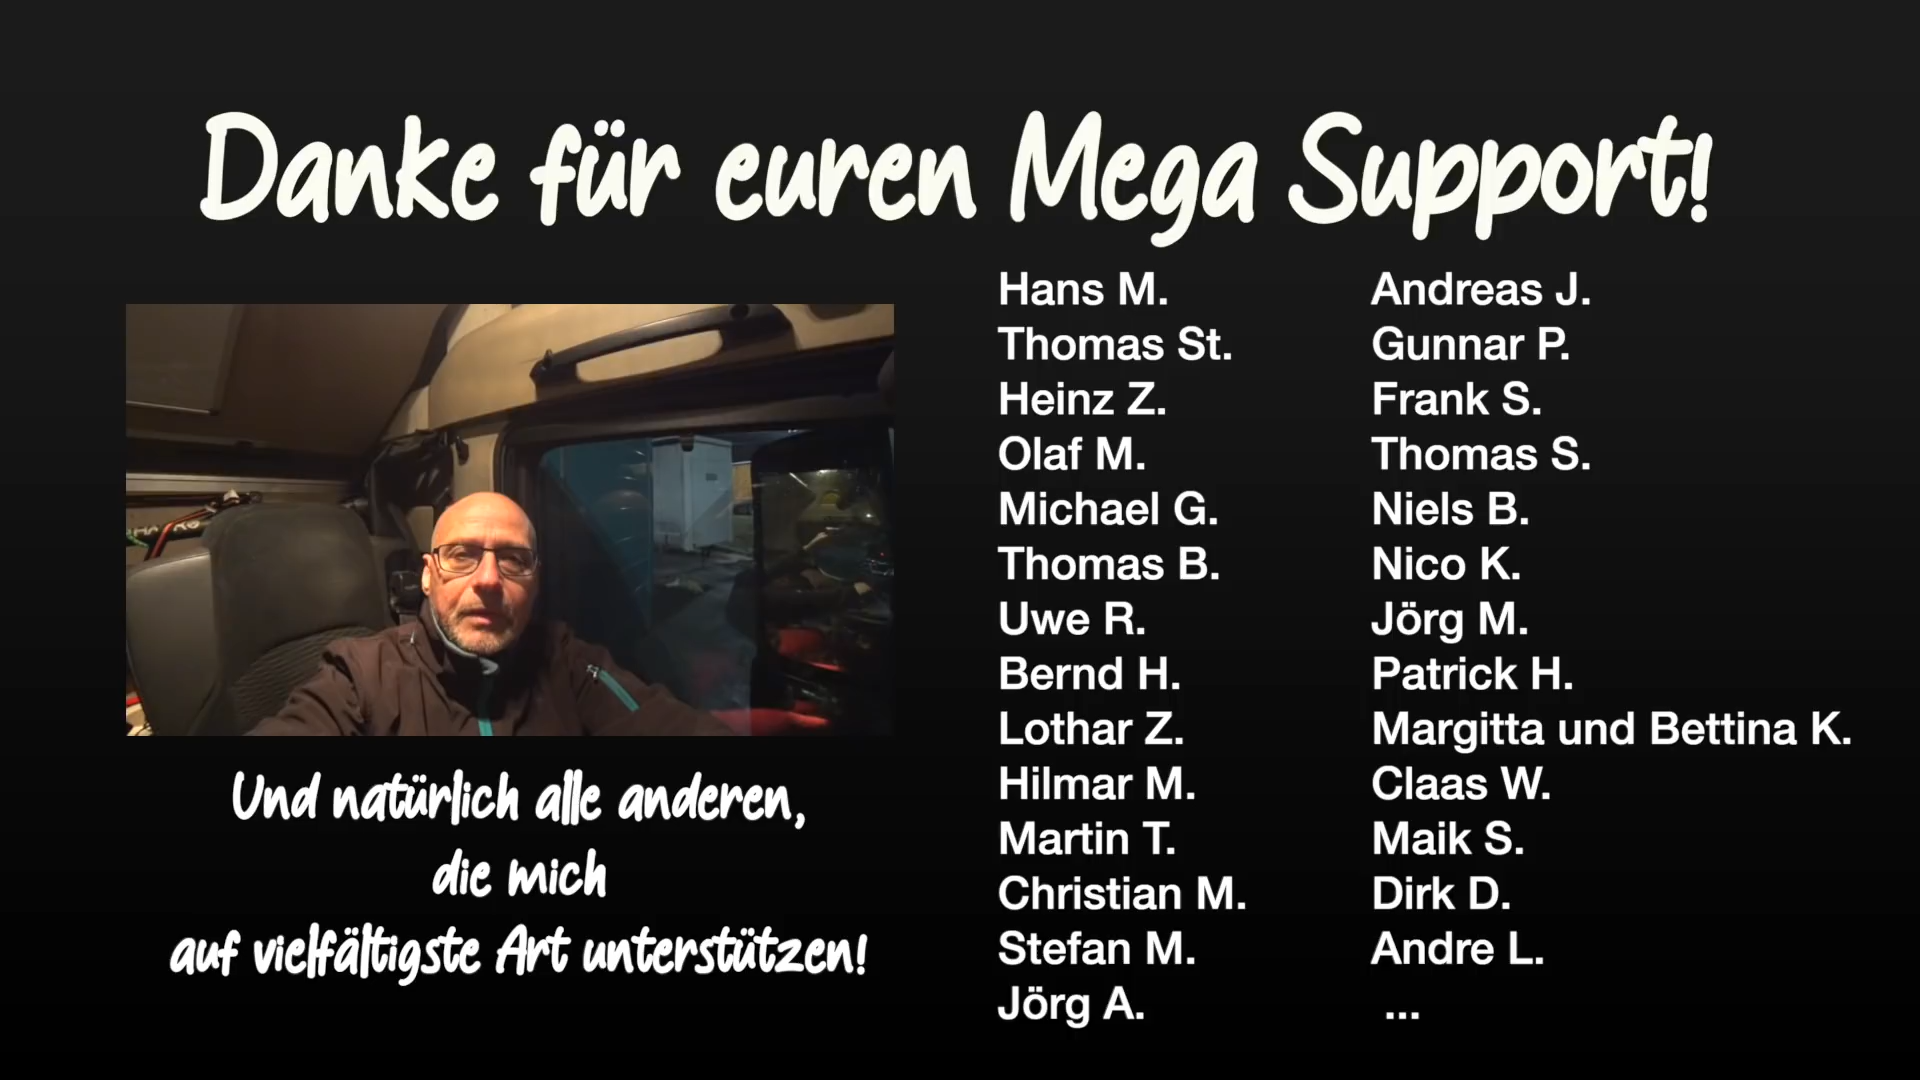 Danke für euren Mega Support!
Hans M.
Thomas St.
Heinz Z.
Olaf M.
Michael G.
Thomas B.
Uwe R.
Bernd H.
Lothar Z.
Hilmar M.
Martin T.
Christian M.
Stefan M.
Jörg A.
Andreas J.
Gunnar P.
Frank S.
Thomas S.
Niels B.
Nico K.
Jörg M.
Patrick H.
Margitta und Bettina K.
Claas W.
Maik S.
Dirk D.
Andre L.
...
Und natürlich alle anderen,
die mich
auf vielfältigste Art unterstützen!